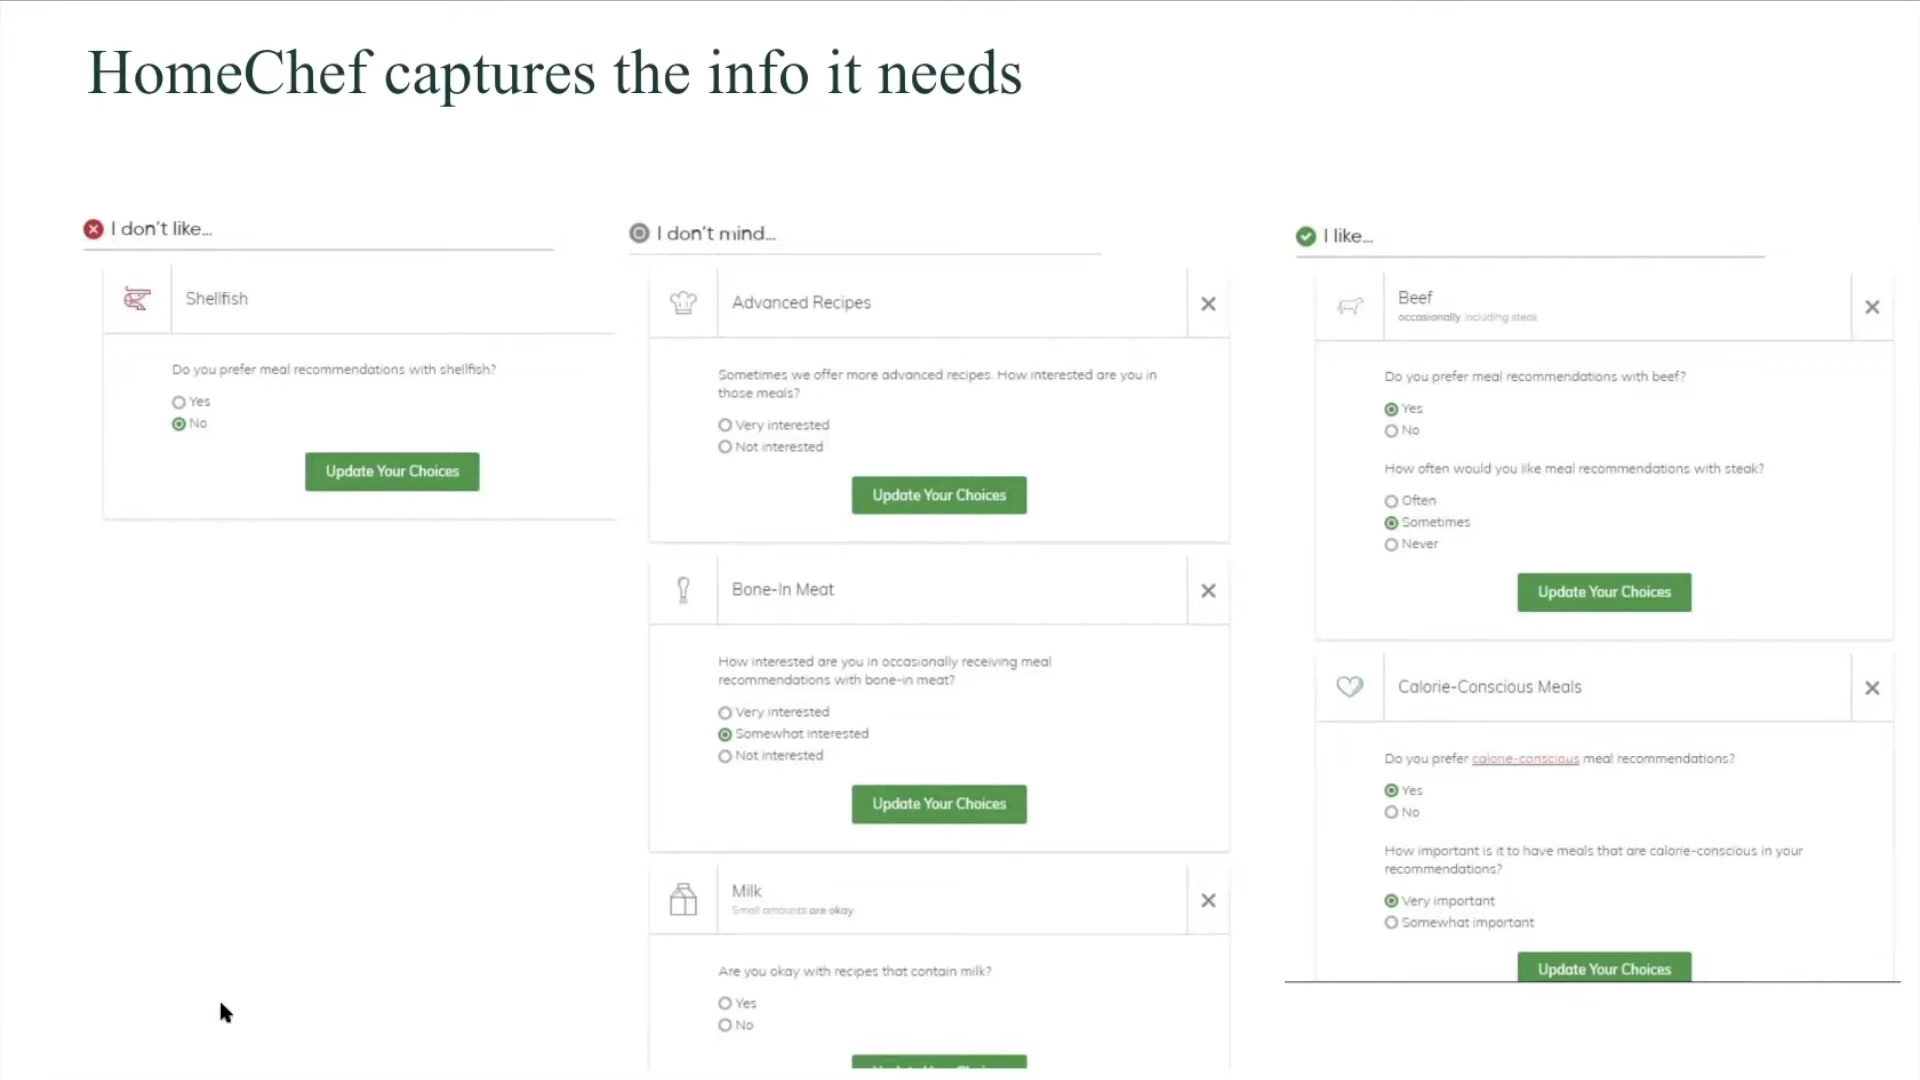 HomeChef captures the info it needs
I don't like...
Shellfish
Do you prefer meal recommendations with shellfish?
Yes
No
Update Your Choices
I don't mind...
Advanced Recipes
Sometimes we offer more advanced recipes. How interested are you in
those meals?
Very interested
Not interested
Update Your Choices
Bone-In Meat
How interested are you in occasionally receiving meal
recommendations with bone-in meat?
Very interested
Somewhat interested
Not interested
Update Your Choices
Milk
Small amounts are okay
Are you okay with recipes that contain milk?
Yes
No
I like...
Beef
occasionally including steak
Do you prefer meal recommendations with beef?
Yes
No
How often would you like meal recommendations with steak?
Often
Sometimes
Never
Update Your Choices
Calorie-Conscious Meals
Do you prefer calorie-conscious meal recommendations?
Yes
No
How important is it to have meals that are calorie-conscious in your
recommendations?
Very important
Somewhat important
Update Your Choices